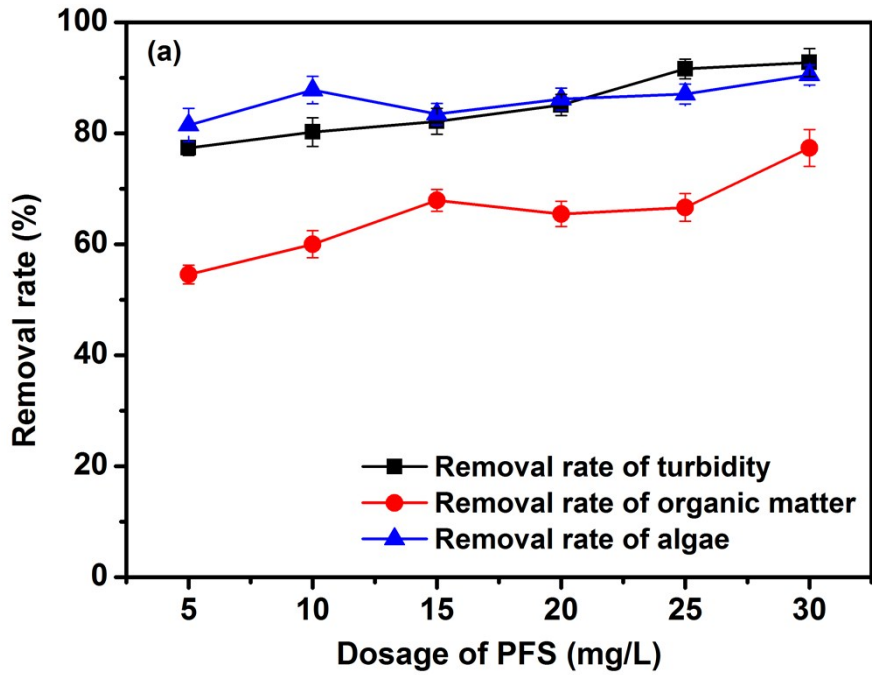 (a)
100
80
60
40
20
0
Removal rate (%)
Removal rate of turbidity
Removal rate of organic matter
Removal rate of algae
5 10 15 20 25 30
Dosage of PFS (mg/L)